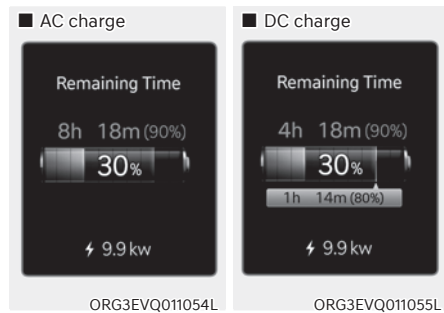 ■ AC charge
Remaining Time
8h 18m (90%)
30%
9.9 kw
ORG3EVQ011054L
■ DC charge
Remaining Time
4h 18m (90%)
30%
1h 14m (80%)
9.9 kw
ORG3EVQ011055L